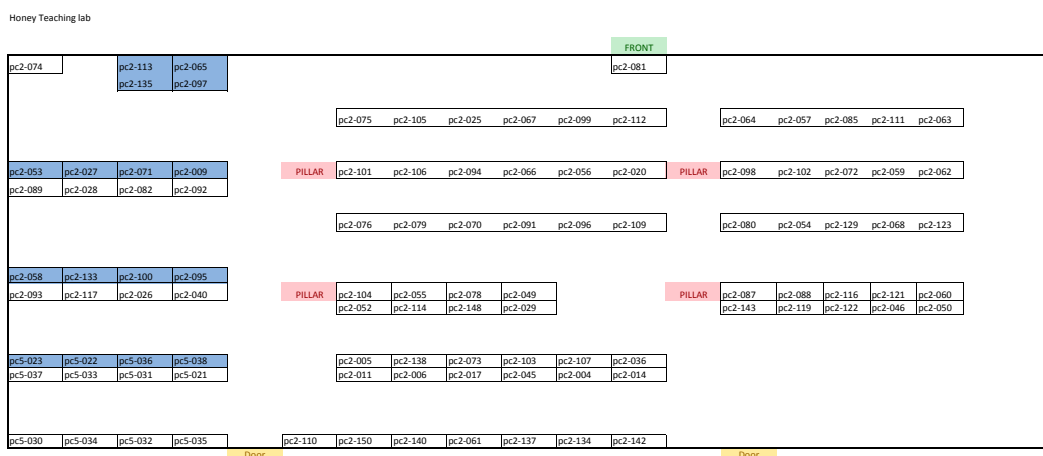 Honey Teaching lab
FRONT
pc2-074 pc2-113 pc2-065 pc2-081
pc2-135 pc2-097
pc2-075 pc2-105 pc2-025 pc2-067 pc2-099 pc2-112 pc2-064 pc2-057 pc2-085 pc2-111 pc2-063
pc2-053 pc2-027 pc2-071 pc2-009 PILLAR pc2-101 pc2-106 pc2-094 pc2-066 pc2-056 pc2-020 PILLAR pc2-098 pc2-102 pc2-072 pc2-059 pc2-062
pc2-089 pc2-028 pc2-082 pc2-092
pc2-076 pc2-079 pc2-070 pc2-091 pc2-096 pc2-109 pc2-080 pc2-054 pc2-129 pc2-068 pc2-123
pc2-058 pc2-133 pc2-100 pc2-095
pc2-093 pc2-117 pc2-026 pc2-040 PILLAR pc2-104 pc2-055 pc2-078 pc2-049 PILLAR pc2-087 pc2-088 pc2-116 pc2-121 pc2-060
pc2-052 pc2-114 pc2-148 pc2-029 pc2-143 pc2-119 pc2-122 pc2-046 pc2-050
pc5-023 pc5-022 pc5-036 pc5-038 pc2-005 pc2-138 pc2-073 pc2-103 pc2-107 pc2-036
pc5-037 pc5-033 pc5-031 pc5-021 pc2-011 pc2-006 pc2-017 pc2-045 pc2-004 pc2-014
pc5-030 pc5-034 pc5-032 pc5-035 pc2-110 pc2-150 pc2-140 pc2-061 pc2-137 pc2-134 pc2-142
Door Door